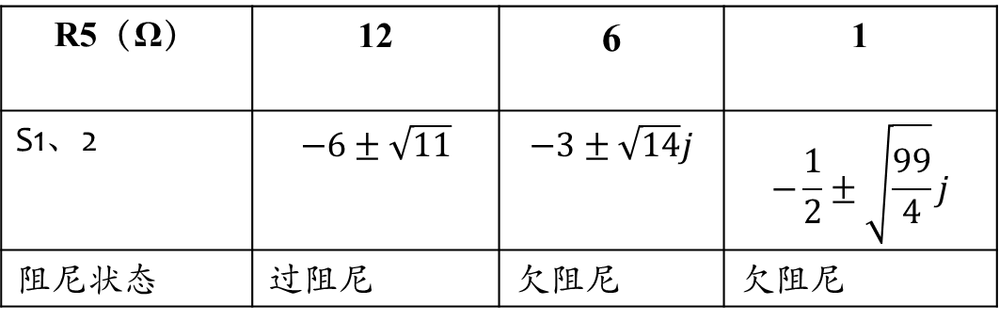 R5（Ω） 12 6 1
S1、2 −6 ± √11 −3 ± √14j −1/2 ± √(99/4)j
阻尼状态 过阻尼 欠阻尼 欠阻尼